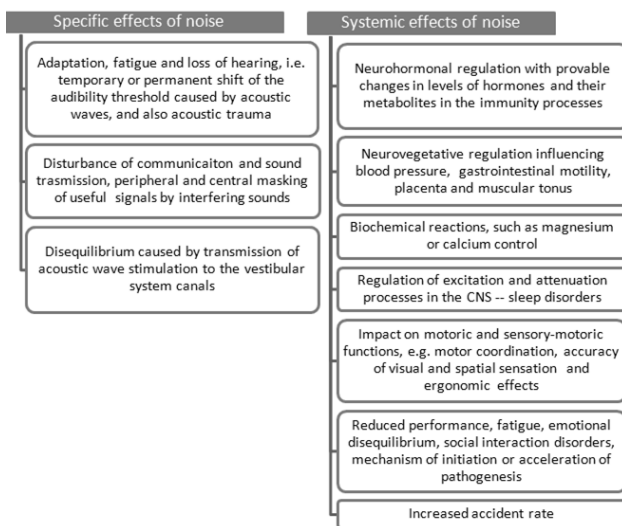 Specific effects of noise
Adaptation, fatigue and loss of hearing, i.e.
temporary or permanent shift of the
audibility threshold caused by acoustic
waves, and also acoustic trauma
Disturbance of communicaiton and sound
trasmission, peripheral and central masking
of useful signals by interfering sounds
Disequilibrium caused by transmission of
acoustic wave stimulation to the vestibular
system canals
Systemic effects of noise
Neurohormonal regulation with provable
changes in levels of hormones and their
metabolites in the immunity processes
Neurovegetative regulation influencing
blood pressure, gastrointestinal motility,
placenta and muscular tonus
Biochemical reactions, such as magnesium
or calcium control
Regulation of excitation and attenuation
processes in the CNS -- sleep disorders
Impact on motoric and sensory-motoric
functions, e.g. motor coordination, accuracy
of visual and spatial sensation and
ergonomic effects
Reduced performance, fatigue, emotional
disequilibrium, social interaction disorders,
mechanism of initiation or acceleration of
pathogenesis
Increased accident rate